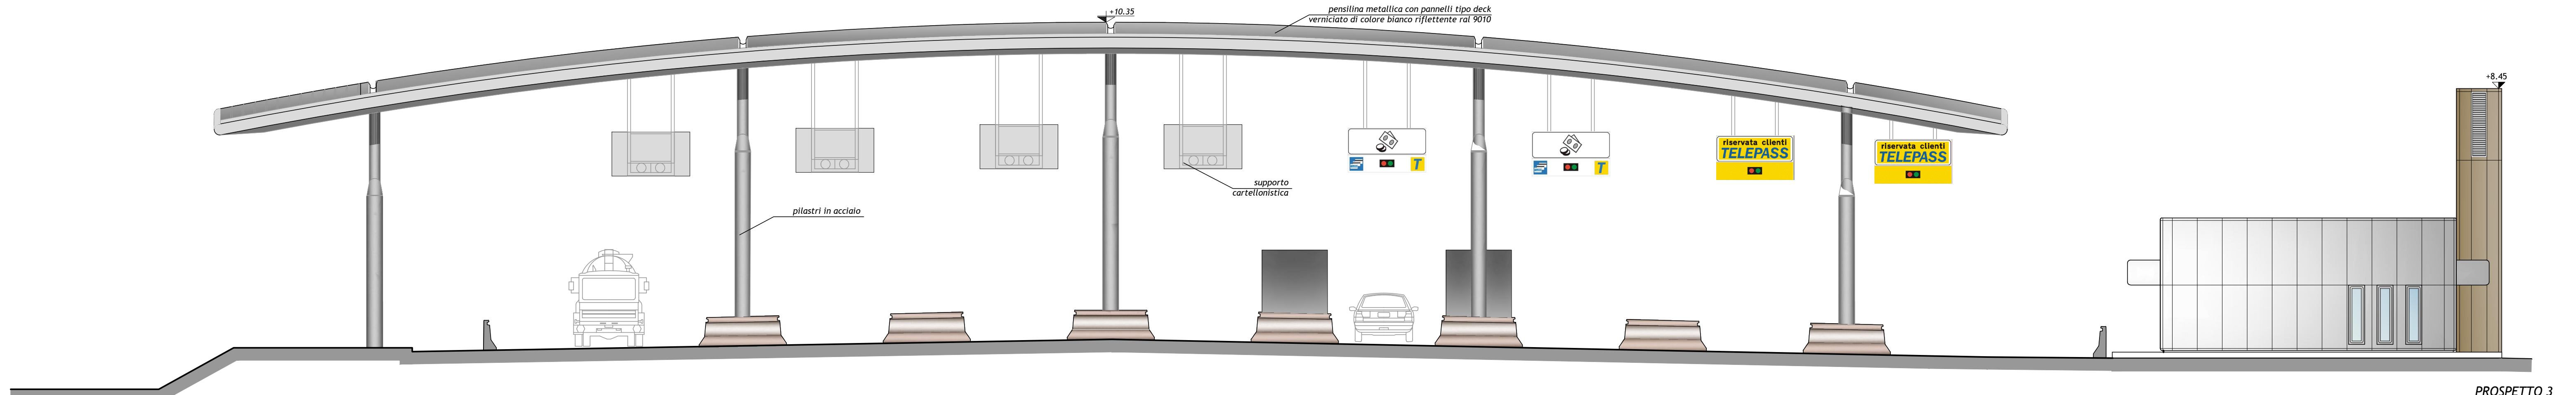 +10.35
pensilina metallica con pannelli tipo deck
verniciato di colore bianco riflettente ral 9010
+8.45
riservata clienti
TELEPASS
riservata clienti
TELEPASS
T
T
supporto
cartellonistica
pilastri in acciaio
PROSPETTO 3